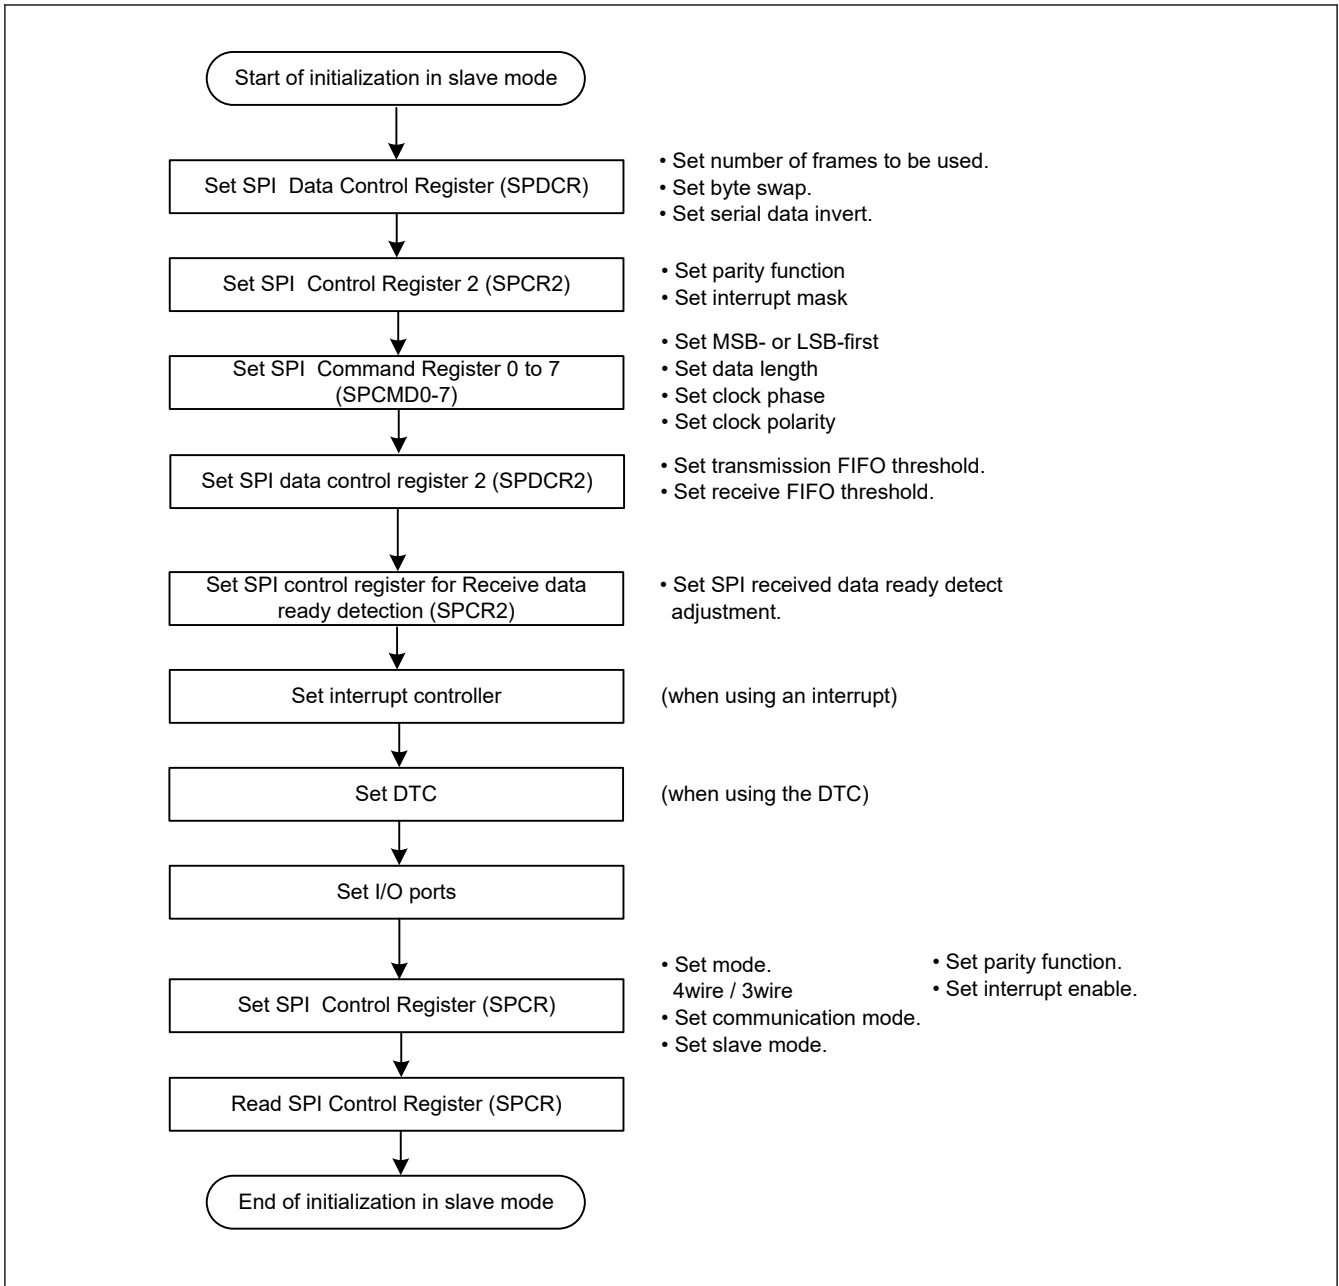 Start of initialization in slave mode
Set SPI  Data Control Register (SPDCR)
• Set number of frames to be used.
• Set byte swap.
• Set serial data invert.
Set SPI  Control Register 2 (SPCR2)
• Set parity function
• Set interrupt mask
Set SPI  Command Register 0 to 7
(SPCMD0-7)
• Set MSB- or LSB-first
• Set data length
• Set clock phase
• Set clock polarity
Set SPI data control register 2 (SPDCR2)
• Set transmission FIFO threshold.
• Set receive FIFO threshold.
Set SPI control register for Receive data
ready detection (SPCR2)
• Set SPI received data ready detect
adjustment.
Set interrupt controller
(when using an interrupt)
Set DTC
(when using the DTC)
Set I/O ports
Set SPI  Control Register (SPCR)
• Set mode.
4wire / 3wire
• Set communication mode.
• Set slave mode.
• Set parity function.
• Set interrupt enable.
Read SPI Control Register (SPCR)
End of initialization in slave mode